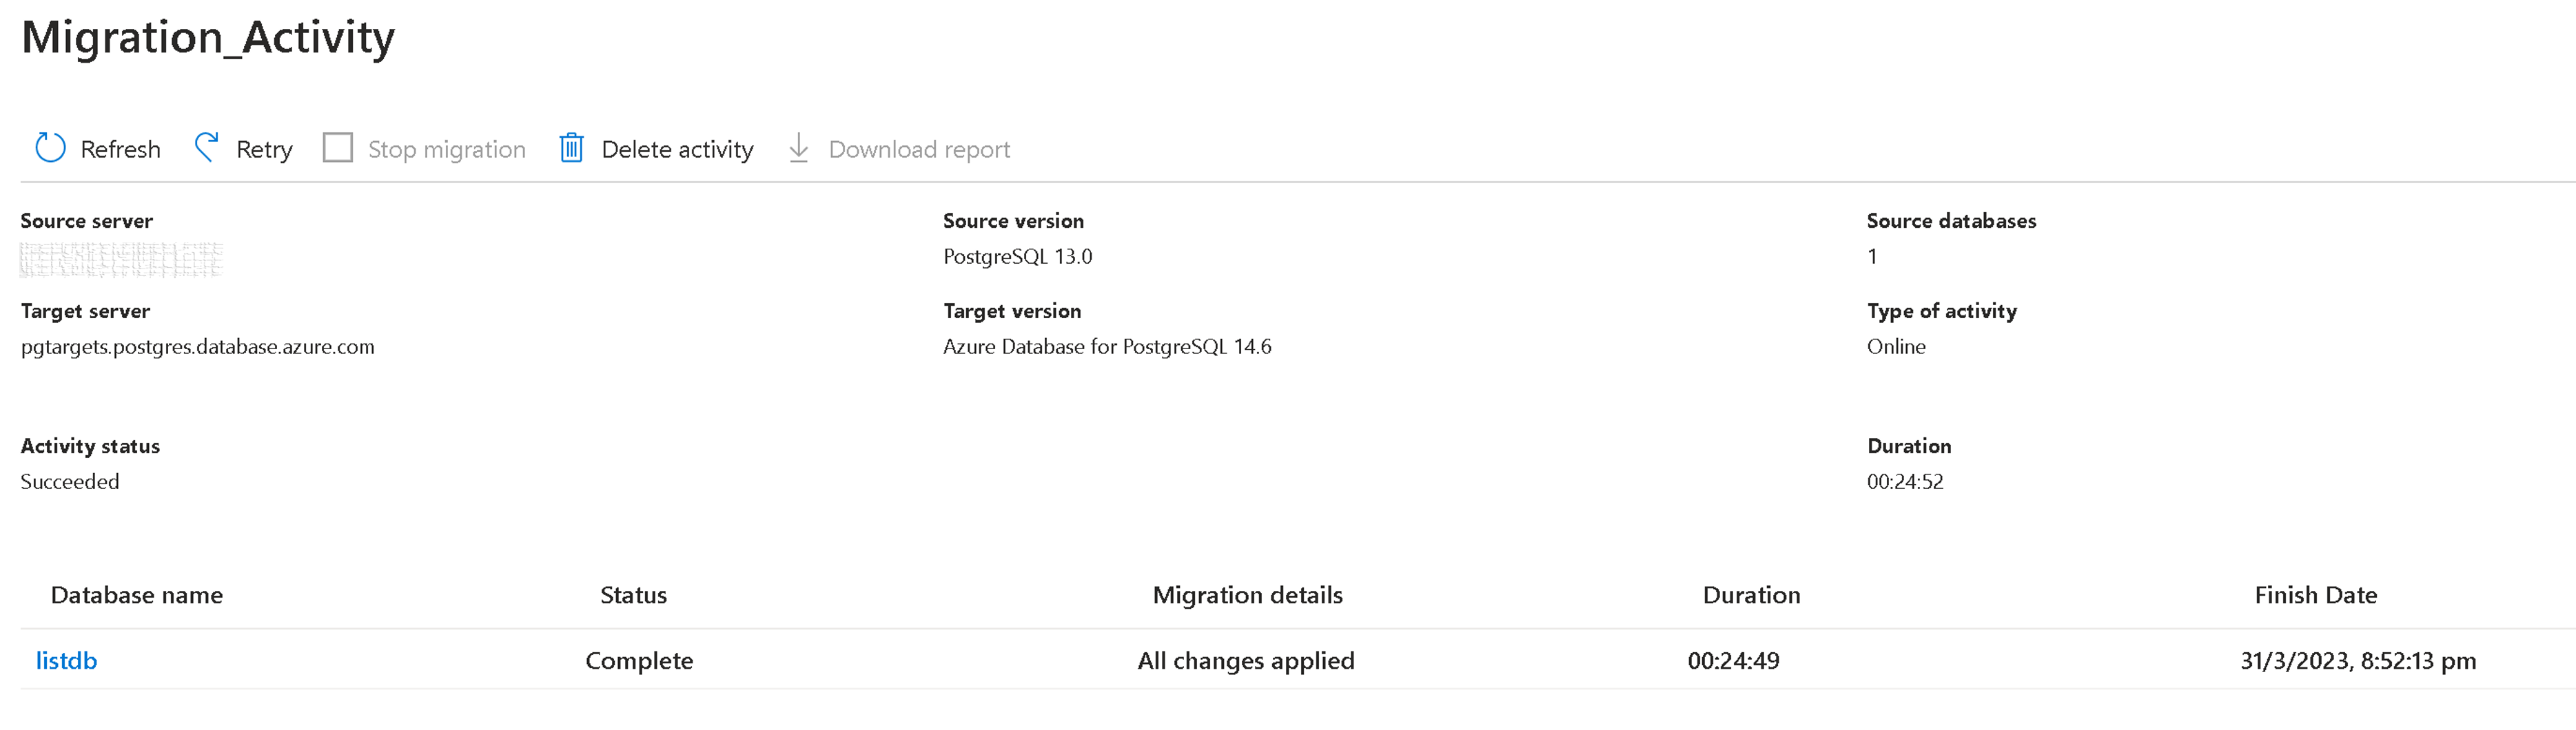 Migration_Activity
Refresh Retry Stop migration Delete activity Download report
Source server Source version Source databases
PostgreSQL 13.0 1
Target server Target version Type of activity
pgtargets.postgres.database.azure.com Azure Database for PostgreSQL 14.6 Online
Activity status Duration
Succeeded 00:24:52
Database name Status Migration details Duration Finish Date
listdb Complete All changes applied 00:24:49 31/3/2023, 8:52:13 pm